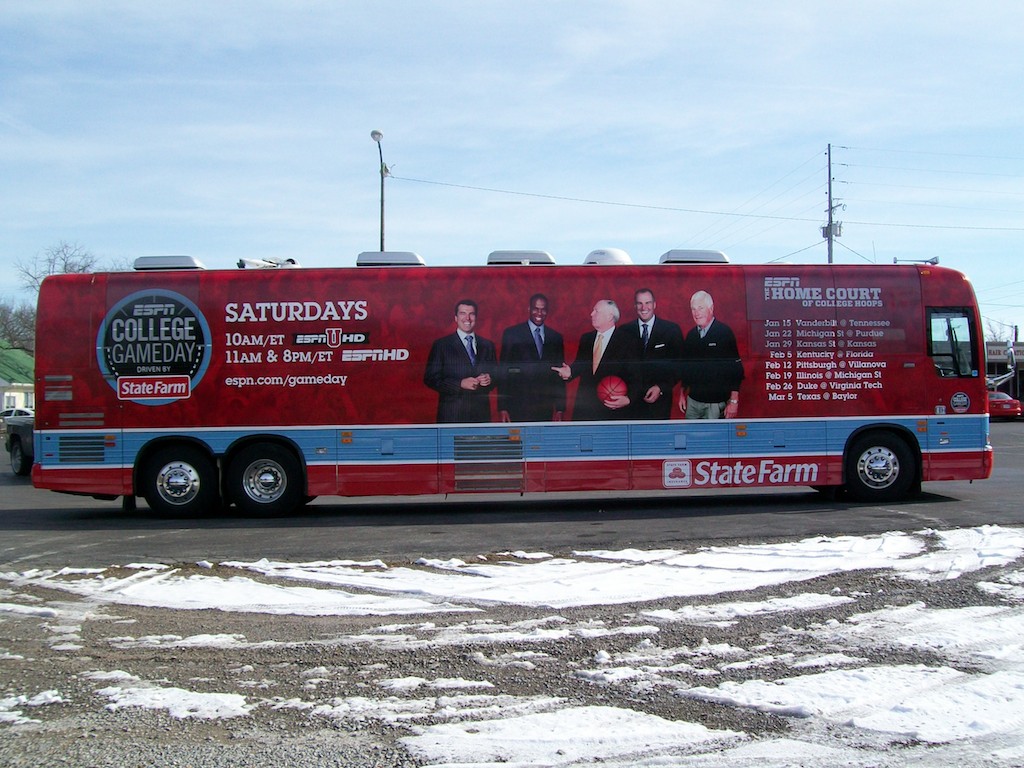 ESPN
COLLEGE
GAMEDAY
DRIVEN BY
State Farm
SATURDAYS
10AM/ET ESPNU HD
11AM & 8PM/ET ESPN HD
espn.com/gameday
ESPN
THE HOME COURT
OF COLLEGE HOOPS
Jan 15 Vanderbilt @ Tennessee
Jan 22 Michigan St @ Purdue
Jan 29 Kansas St @ Kansas
Feb 5 Kentucky @ Florida
Feb 12 Pittsburgh @ Villanova
Feb 19 Illinois @ Michigan St
Feb 26 Duke @ Virginia Tech
Mar 5 Texas @ Baylor
State Farm
HAIR